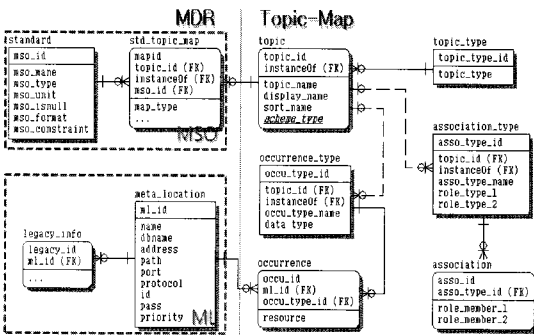 MDR
Topic-Map
standard
mso_id
mso_mane
mso_type
mso_unit
mso_isnull
mso_format
mso_constraint
std_topic_map
mapid
topic_id (FK)
instanceOf (FK)
mso_id (FK)
map_type
...
MSO
topic
topic_id
instanceOf (FK)
topic_name
display_name
sort_name
scheme_type
topic_type
topic_type_id
topic_type
association_type
asso_type_id
topic_id (FK)
instanceOf (FK)
asso_type_name
role_type_1
role_type_2
occurrence_type
occu_type_id
topic_id (FK)
instanceOf (FK)
occu_type_name
data type
meta_location
ml_id
name
dbname
address
path
port
protocol
id
pass
priority
legacy_info
legacy_id
ml_id (FK)
...
ML
occurrence
occu_id
ml_id (FK)
occu_type_id (FK)
resource
association
asso_id
asso_type_id (FK)
role_member_1
role_member_2